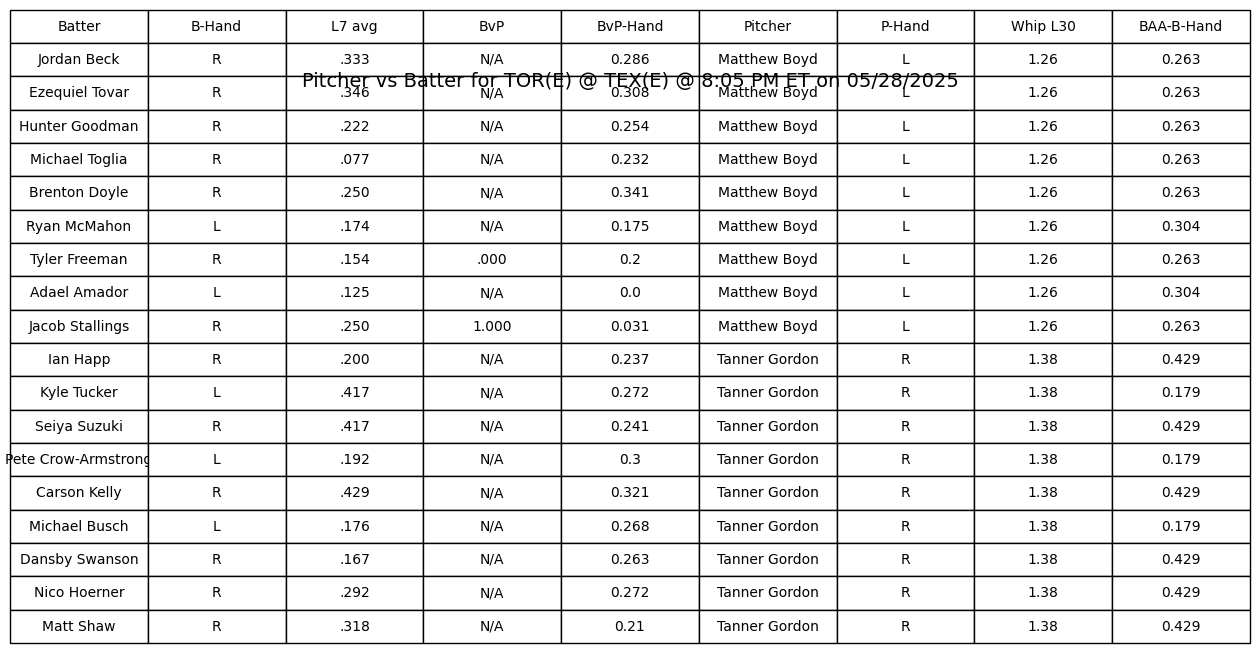 Batter B-Hand L7 avg BvP BvP-Hand Pitcher P-Hand Whip L30 BAA-B-Hand
Jordan Beck R .333 N/A 0.286 Matthew Boyd L 1.26 0.263
Pitcher vs Batter for TOR(E) @ TEX(E) @ 8:05 PM ET on 05/28/2025
Ezequiel Tovar R .346 N/A 0.308 Matthew Boyd L 1.26 0.263
Hunter Goodman R .222 N/A 0.254 Matthew Boyd L 1.26 0.263
Michael Toglia R .077 N/A 0.232 Matthew Boyd L 1.26 0.263
Brenton Doyle R .250 N/A 0.341 Matthew Boyd L 1.26 0.263
Ryan McMahon L .174 N/A 0.175 Matthew Boyd L 1.26 0.304
Tyler Freeman R .154 .000 0.2 Matthew Boyd L 1.26 0.263
Adael Amador L .125 N/A 0.0 Matthew Boyd L 1.26 0.304
Jacob Stallings R .250 1.000 0.031 Matthew Boyd L 1.26 0.263
Ian Happ R .200 N/A 0.237 Tanner Gordon R 1.38 0.429
Kyle Tucker L .417 N/A 0.272 Tanner Gordon R 1.38 0.179
Seiya Suzuki R .417 N/A 0.241 Tanner Gordon R 1.38 0.429
Pete Crow-Armstrong L .192 N/A 0.3 Tanner Gordon R 1.38 0.179
Carson Kelly R .429 N/A 0.321 Tanner Gordon R 1.38 0.429
Michael Busch L .176 N/A 0.268 Tanner Gordon R 1.38 0.179
Dansby Swanson R .167 N/A 0.263 Tanner Gordon R 1.38 0.429
Nico Hoerner R .292 N/A 0.272 Tanner Gordon R 1.38 0.429
Matt Shaw R .318 N/A 0.21 Tanner Gordon R 1.38 0.429